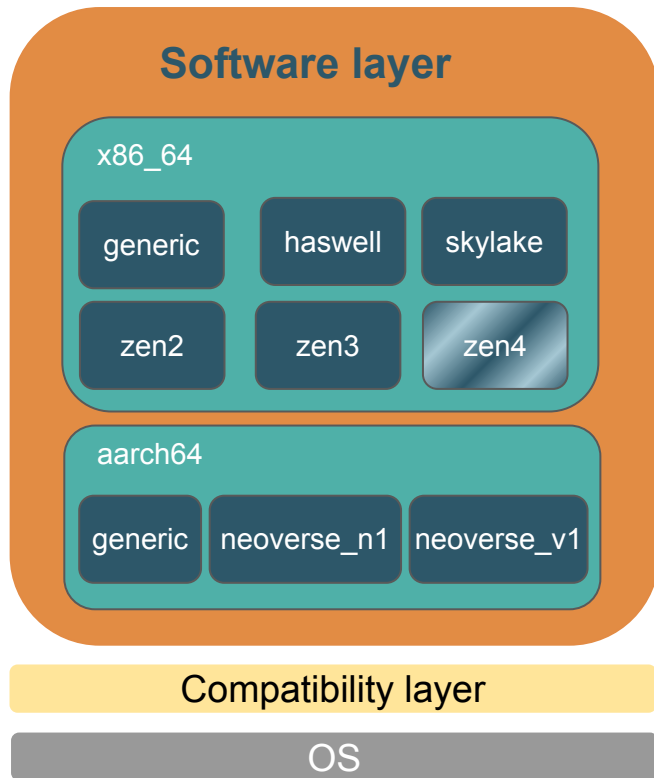 Software layer
x86_64
generic haswell skylake
zen2 zen3 zen4
aarch64
generic neoverse_n1 neoverse_v1
Compatibility layer
OS